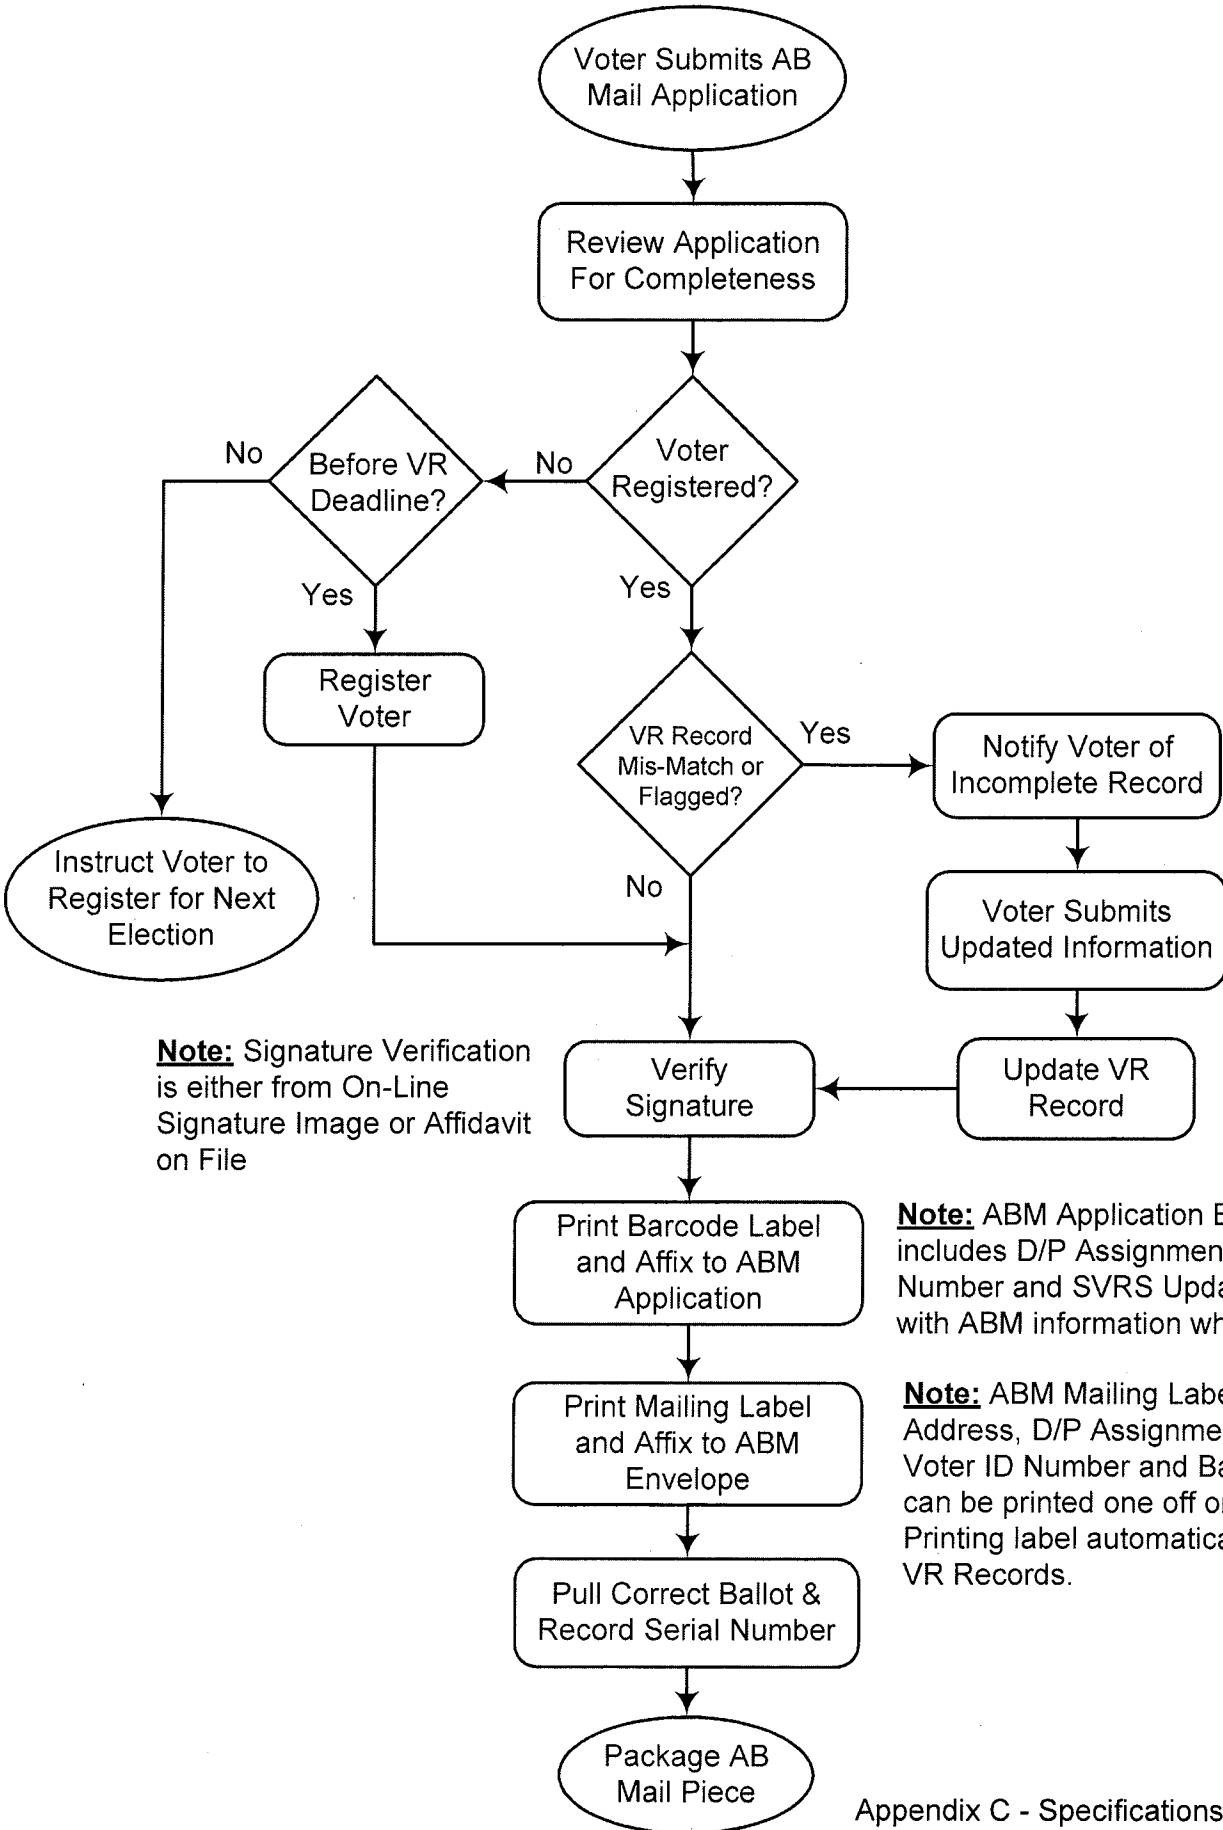 Voter Submits AB
Mail Application
Review Application
For Completeness
Voter
Registered?
No
Before VR
Deadline?
No
Yes
Yes
Register
Voter
VR Record
Mis-Match or
Flagged?
Yes
Notify Voter of
Incomplete Record
Instruct Voter to
Register for Next
Election
No
Voter Submits
Updated Information
Note: Signature Verification
is either from On-Line
Signature Image or Affidavit
on File
Verify
Signature
Update VR
Record
Print Barcode Label
and Affix to ABM
Application
Note: ABM Application
includes D/P
Number and SVRS
with ABM information
Print Mailing Label
and Affix to ABM
Envelope
Note: ABM Mailing
Address, D/P
Voter ID Number and
can be printed one off
Printing label
VR Records.
Pull Correct Ballot &
Record Serial Number
Package AB
Mail Piece
Appendix C - Specifications